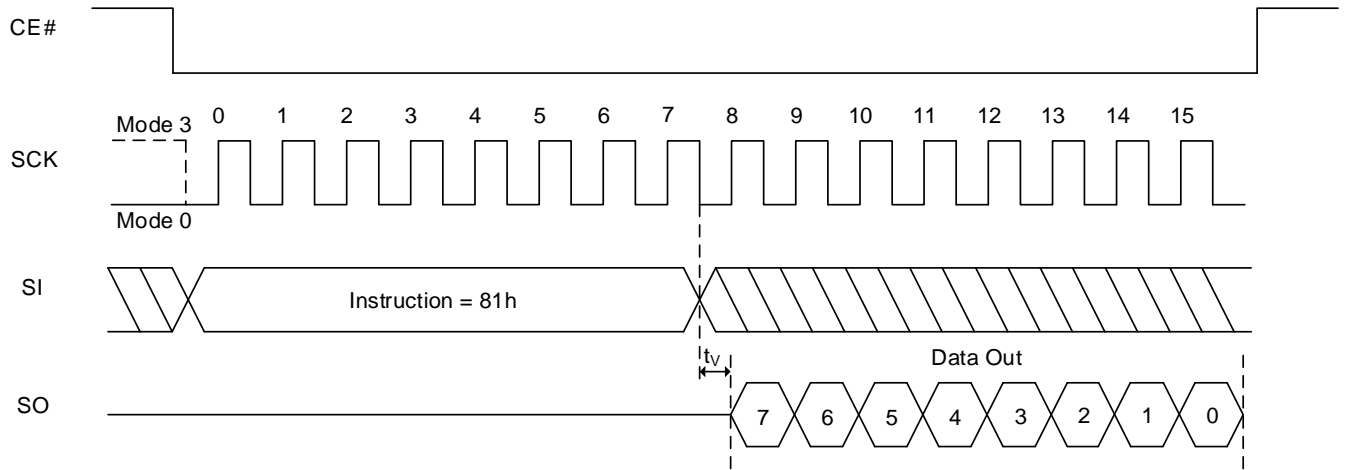 CE#
Mode 3 0 1 2 3 4 5 6 7 8 9 10 11 12 13 14 15
SCK
Mode 0
SI
Instruction = 81h
tV Data Out
SO
7 6 5 4 3 2 1 0